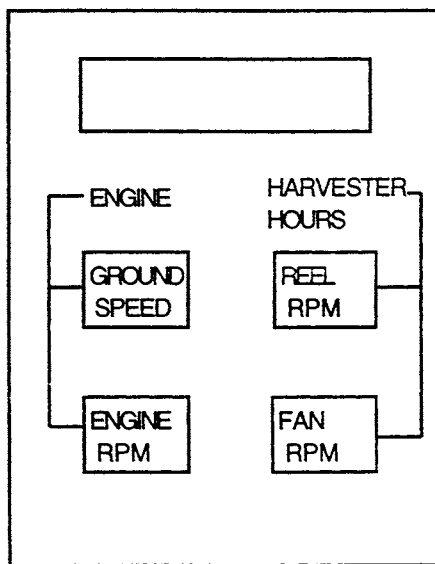 ENGINE
HARVESTER
HOURS
GROUND
SPEED
REEL
RPM
ENGINE
RPM
FAN
RPM